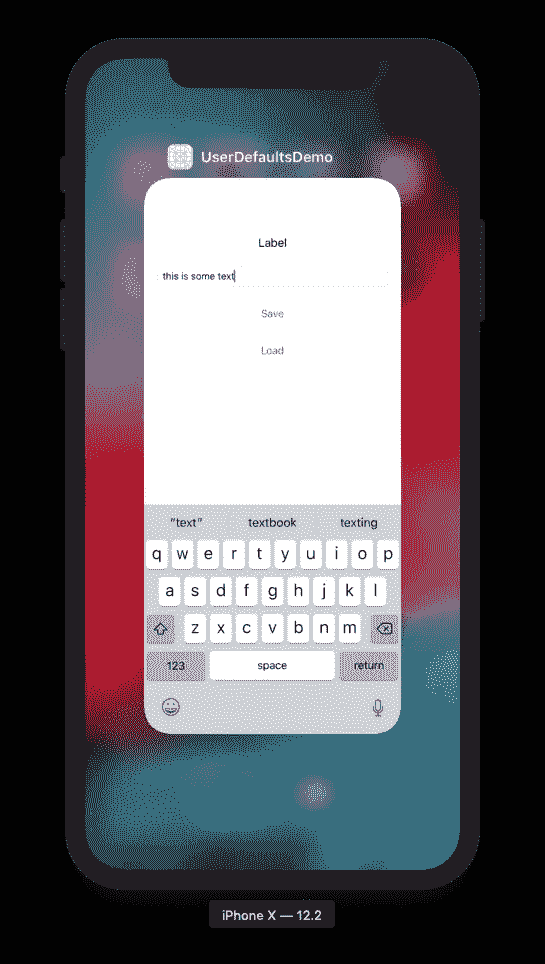 UserDefaultsDemo
Label
this is some text
Save
Load
“text” textbook texting
q w e r t y u i o p
a s d f g h j k l
z x c v b n m
123 space return
iPhone X — 12.2